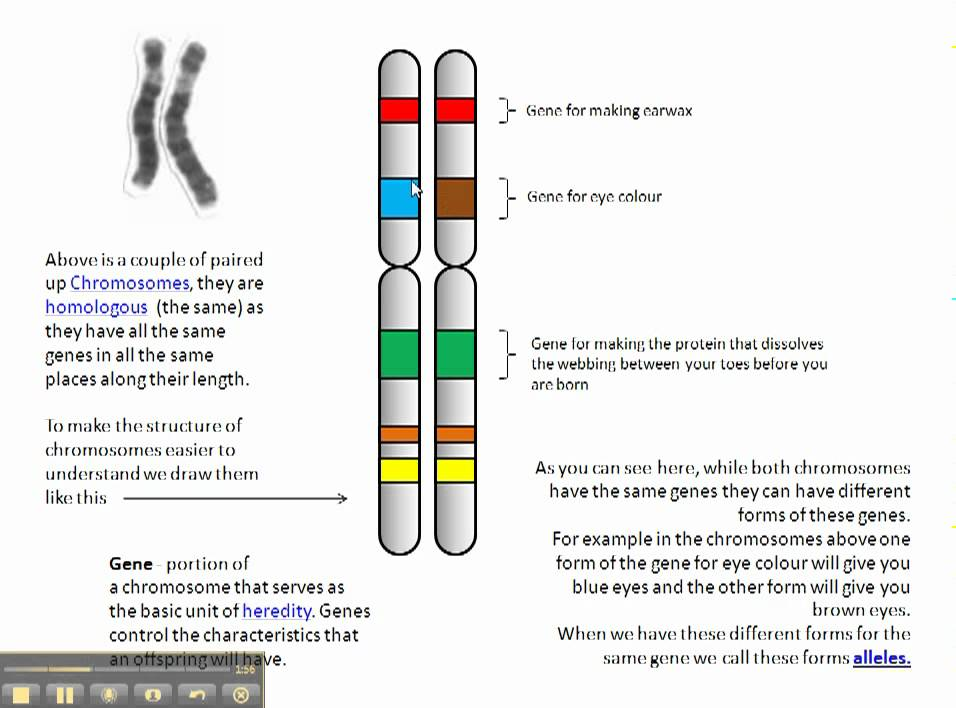 Above is a couple of paired
up Chromosomes, they are
homologous (the same) as
they have all the same
genes in all the same
places along their length.
To make the structure of
chromosomes easier to
understand we draw them
like this
Gene - portion of
a chromosome that serves as
the basic unit of heredity. Genes
control the characteristics that
an offspring will have.
Gene for making earwax
Gene for eye colour
Gene for making the protein that dissolves
the webbing between your toes before you
are born
As you can see here, while both chromosomes
have the same genes they can have different
forms of these genes.
For example in the chromosomes above one
form of the gene for eye colour will give you
blue eyes and the other form will give you
brown eyes.
When we have these different forms for the
same gene we call these forms alleles.
1:56